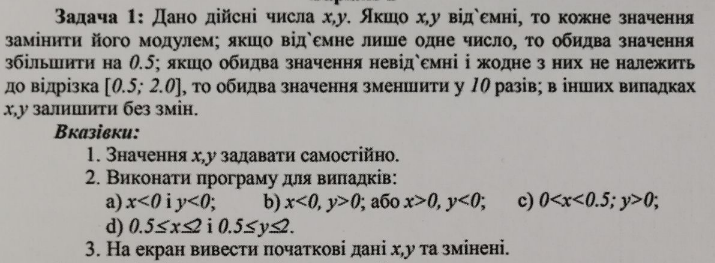 Задача 1: Дано дійсні числа x,y. Якщо x,y від`ємні, то кожне значення
замінити його модулем; якщо від`ємне лише одне число, то обидва значення
збільшити на 0.5; якщо обидва значення невід`ємні і жодне з них не належить
до відрізка [0.5; 2.0], то обидва значення зменшити у 10 разів; в інших випадках
x,y залишити без змін.
Вказівки:
1. Значення x,y задавати самостійно.
2. Виконати програму для випадків:
a) x<0 і y<0; b) x<0, y>0; або x>0, y<0; c) 0<x<0.5; y>0;
d) 0.5≤x≤2 і 0.5≤y≤2.
3. На екран вивести початкові дані x,y та змінені.